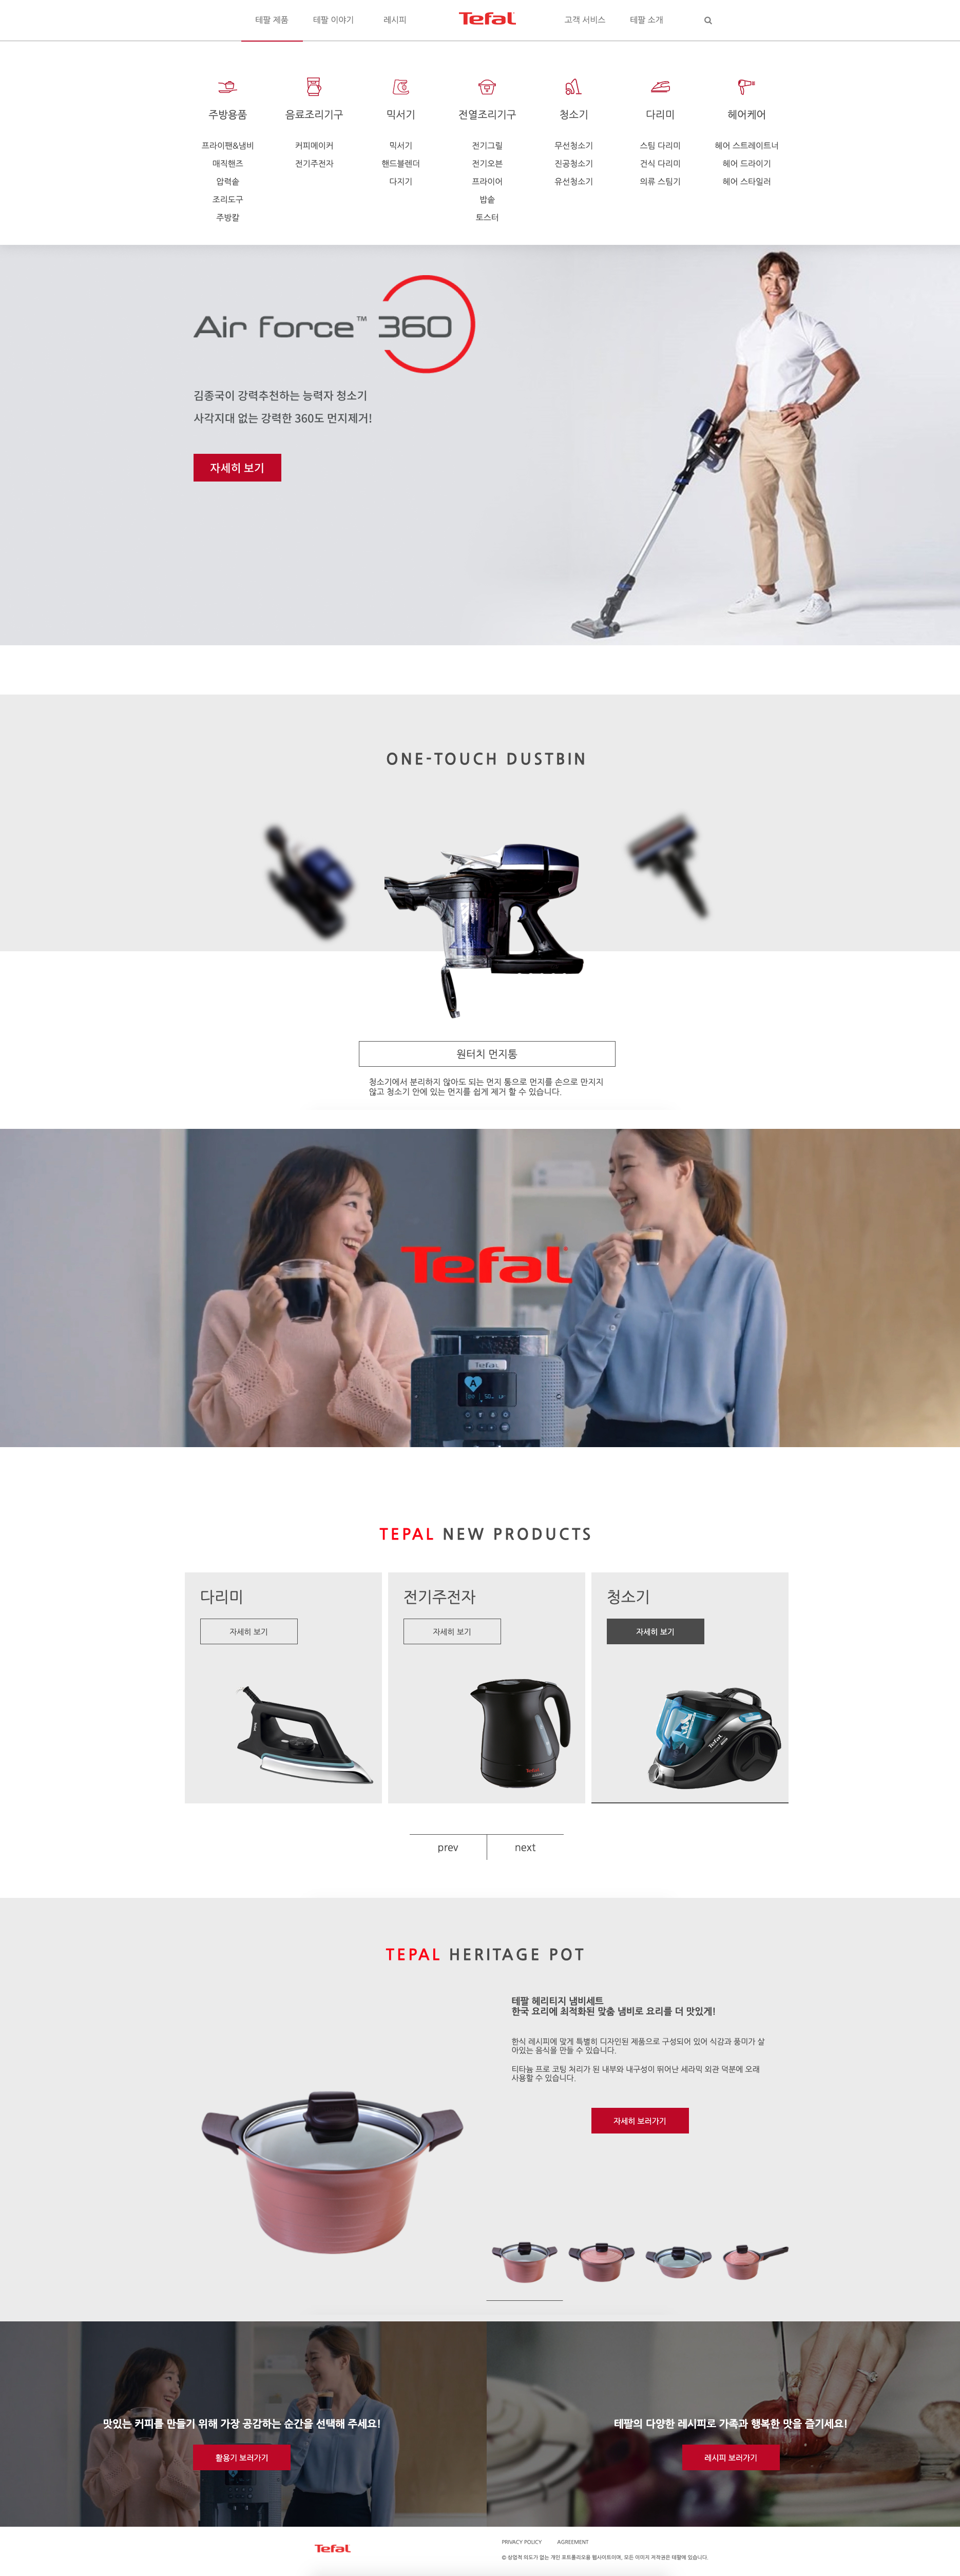 테팔 제품 테팔 이야기 레시피 Tefal 고객 서비스 테팔 소개
주방용품 음료조리기구 믹서기 전열조리기구 청소기 다리미 헤어케어
프라이팬&냄비 커피메이커 믹서기 전기그릴 무선청소기 스팀 다리미 헤어 스트레이트너
매직핸즈 전기주전자 핸드블렌더 전기오븐 진공청소기 건식 다리미 헤어 드라이기
압력솥 다지기 프라이어 유선청소기 의류 스팀기 헤어 스타일러
조리도구 밥솥
주방칼 토스터
Air force™ 360
김종국이 강력추천하는 능력자 청소기
사각지대 없는 강력한 360도 먼지제거!
자세히 보기
ONE-TOUCH DUSTBIN
원터치 먼지통
청소기에서 분리하지 않아도 되는 먼지 통으로 먼지를 손으로 만지지
않고 청소기 안에 있는 먼지를 쉽게 제거 할 수 있습니다.
Tefal
Tefal
A
TEPAL NEW PRODUCTS
다리미 전기주전자 청소기
자세히 보기 자세히 보기 자세히 보기
Tefal
Tefal
prev next
TEPAL HERITAGE POT
테팔 헤리티지 냄비세트
한국 요리에 최적화된 맞춤 냄비로 요리를 더 맛있게!
한식 레시피에 맞게 특별히 디자인된 제품으로 구성되어 있어 식감과 풍미가 살
아있는 음식을 만들 수 있습니다.
티타늄 프로 코팅 처리가 된 내부와 내구성이 뛰어난 세라믹 외관 덕분에 오래
사용할 수 있습니다.
자세히 보러가기
맛있는 커피를 만들기 위해 가장 공감하는 순간을 선택해 주세요! 테팔의 다양한 레시피로 가족과 행복한 맛을 즐기세요!
활용기 보러가기 레시피 보러가기
Tefal
PRIVACY POLICY AGREEMENT
© 상업적 의도가 없는 개인 포트폴리오용 웹사이트이며, 모든 이미지 저작권은 테팔에 있습니다.